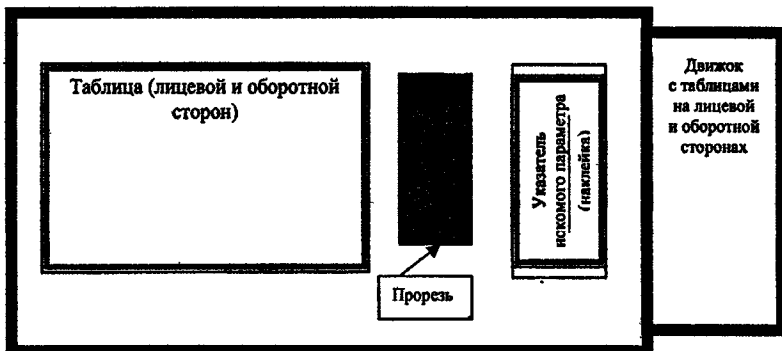 Таблица (лицевой и оборотной
сторон)
Указатель
искомого параметра
(наклейка)
Прорезь
Движок
с таблицами
на лицевой
и оборотной
сторонах